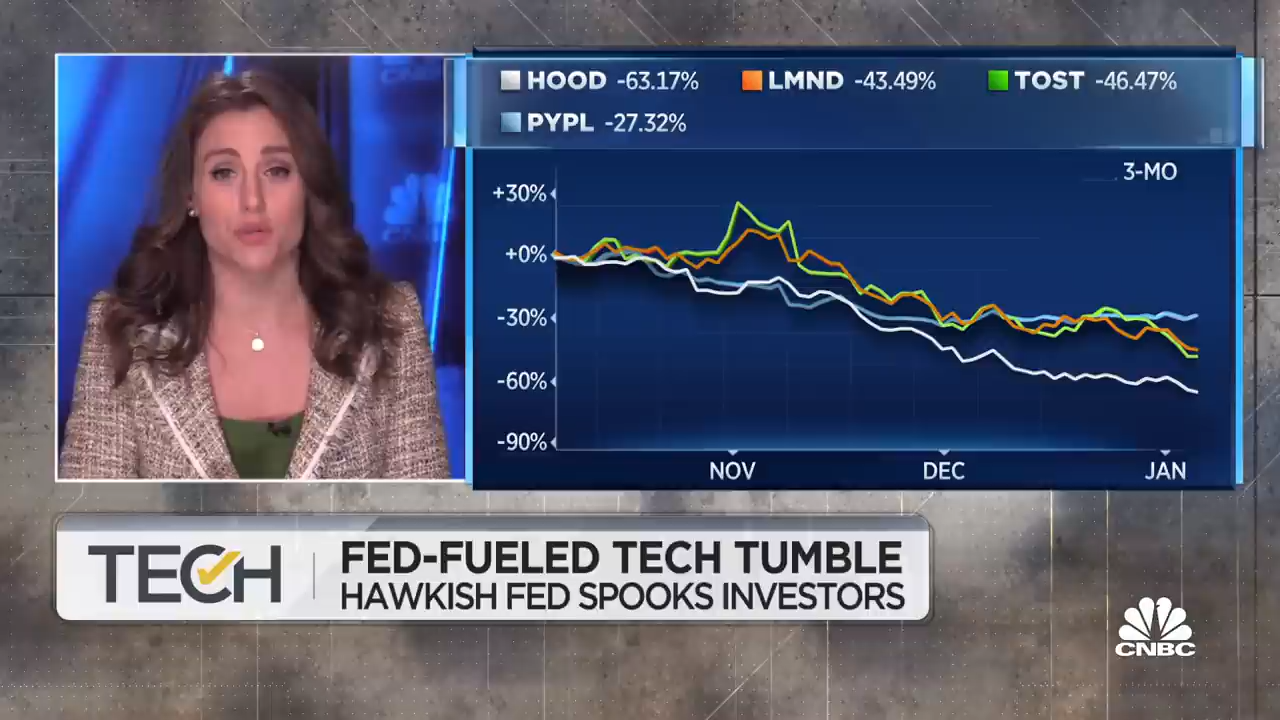 HOOD -63.17% LMND -43.49% TOST -46.47%
PYPL -27.32%
3-MO
+30%
+0%
-30%
-60%
-90%
NOV DEC JAN
TECH FED-FUELED TECH TUMBLE
HAWKISH FED SPOOKS INVESTORS
CNBC